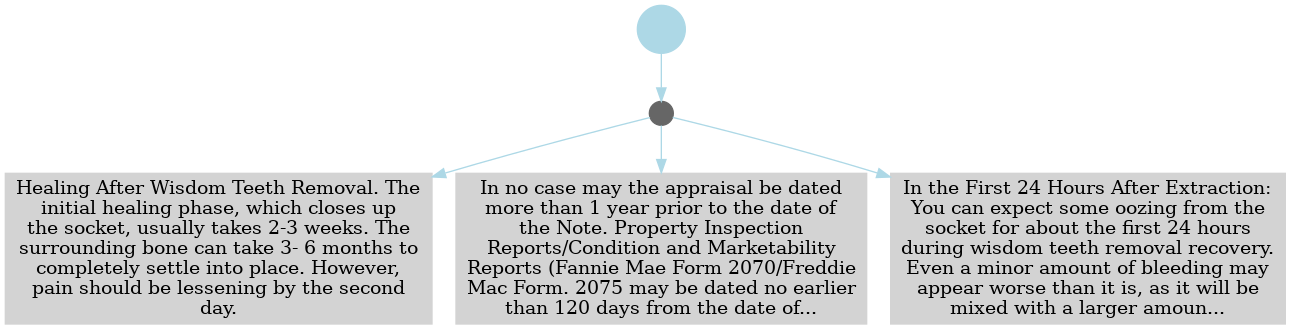 Healing After Wisdom Teeth Removal. The
initial healing phase, which closes up
the socket, usually takes 2-3 weeks. The
surrounding bone can take 3- 6 months to
completely settle into place. However,
pain should be lessening by the second
day.
In no case may the appraisal be dated
more than 1 year prior to the date of
the Note. Property Inspection
Reports/Condition and Marketability
Reports (Fannie Mae Form 2070/Freddie
Mac Form. 2075 may be dated no earlier
than 120 days from the date of...
In the First 24 Hours After Extraction:
You can expect some oozing from the
socket for about the first 24 hours
during wisdom teeth removal recovery.
Even a minor amount of bleeding may
appear worse than it is, as it will be
mixed with a larger amoun...